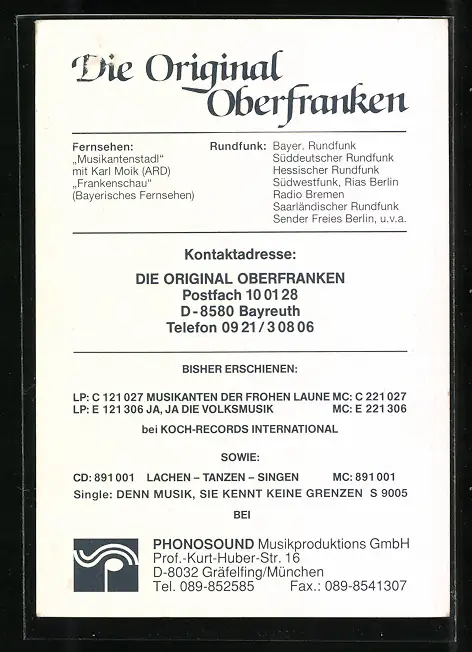 Die Original
Oberfranken
Fernsehen:
„Musikantenstadl“
mit Karl Moik (ARD)
„Frankenschau“
(Bayerisches Fernsehen)
Rundfunk: Bayer. Rundfunk
Süddeutscher Rundfunk
Hessischer Rundfunk
Südwestfunk, Rias Berlin
Radio Bremen
Saarländischer Rundfunk
Sender Freies Berlin, u.v.a.
Kontaktadresse:
DIE ORIGINAL OBERFRANKEN
Postfach 10 01 28
D-8580 Bayreuth
Telefon 09 21 / 3 08 06
BISHER ERSCHIENEN:
LP: C 121 027 MUSIKANTEN DER FROHEN LAUNE MC: C 221 027
LP: E 121 306 JA, JA DIE VOLKSMUSIK MC: E 221 306
bei KOCH-RECORDS INTERNATIONAL
SOWIE:
CD: 891 001 LACHEN – TANZEN – SINGEN MC: 891 001
Single: DENN MUSIK, SIE KENNT KEINE GRENZEN S 9005
BEI
PHONOSOUND Musikproduktions GmbH
Prof.-Kurt-Huber-Str. 16
D-8032 Gräfelfing/München
Tel. 089-852585 Fax.: 089-8541307